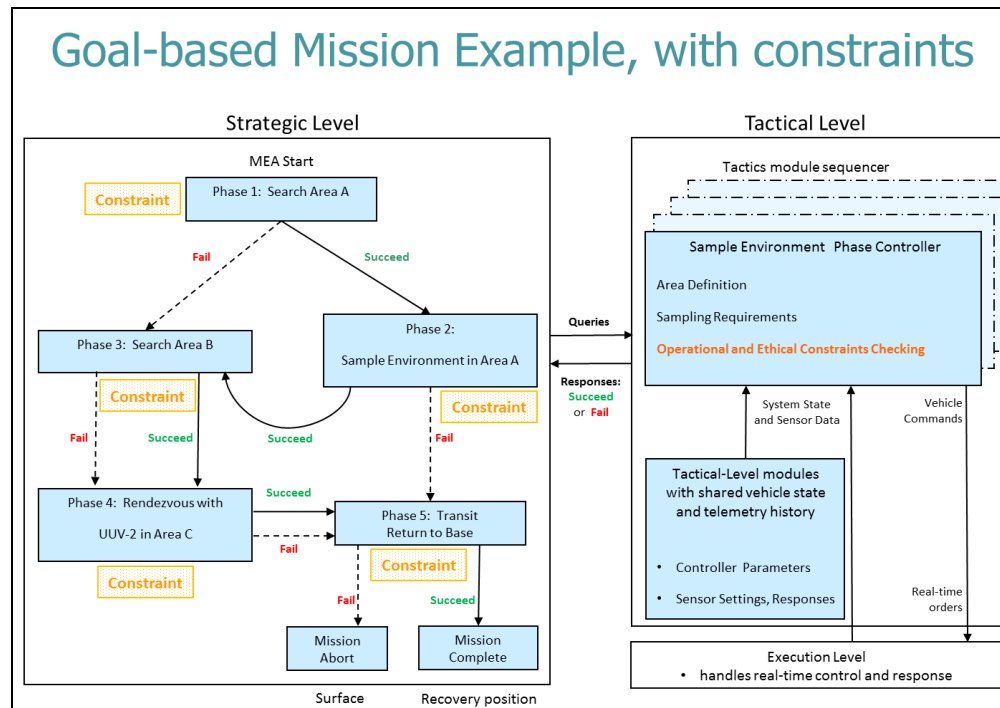 Goal-based Mission Example, with constraints
Strategic Level
MEA Start
Phase 1: Search Area A
Constraint
Fail
Succeed
Phase 3: Search Area B
Phase 2:
Sample Environment in Area A
Constraint
Constraint
Fail
Succeed
Succeed
Fail
Phase 4: Rendezvous with
UUV-2 in Area C
Succeed
Fail
Phase 5: Transit
Return to Base
Constraint
Constraint
Fail
Succeed
Mission
Abort
Mission
Complete
Surface
Recovery position
Queries
Responses:
Succeed
or Fail
Tactical Level
Tactics module sequencer
Sample Environment Phase Controller
Area Definition
Sampling Requirements
Operational and Ethical Constraints Checking
System State
and Sensor Data
Vehicle
Commands
Tactical-Level modules
with shared vehicle state
and telemetry history
• Controller Parameters
• Sensor Settings, Responses
Real-time
orders
Execution Level
• handles real-time control and response